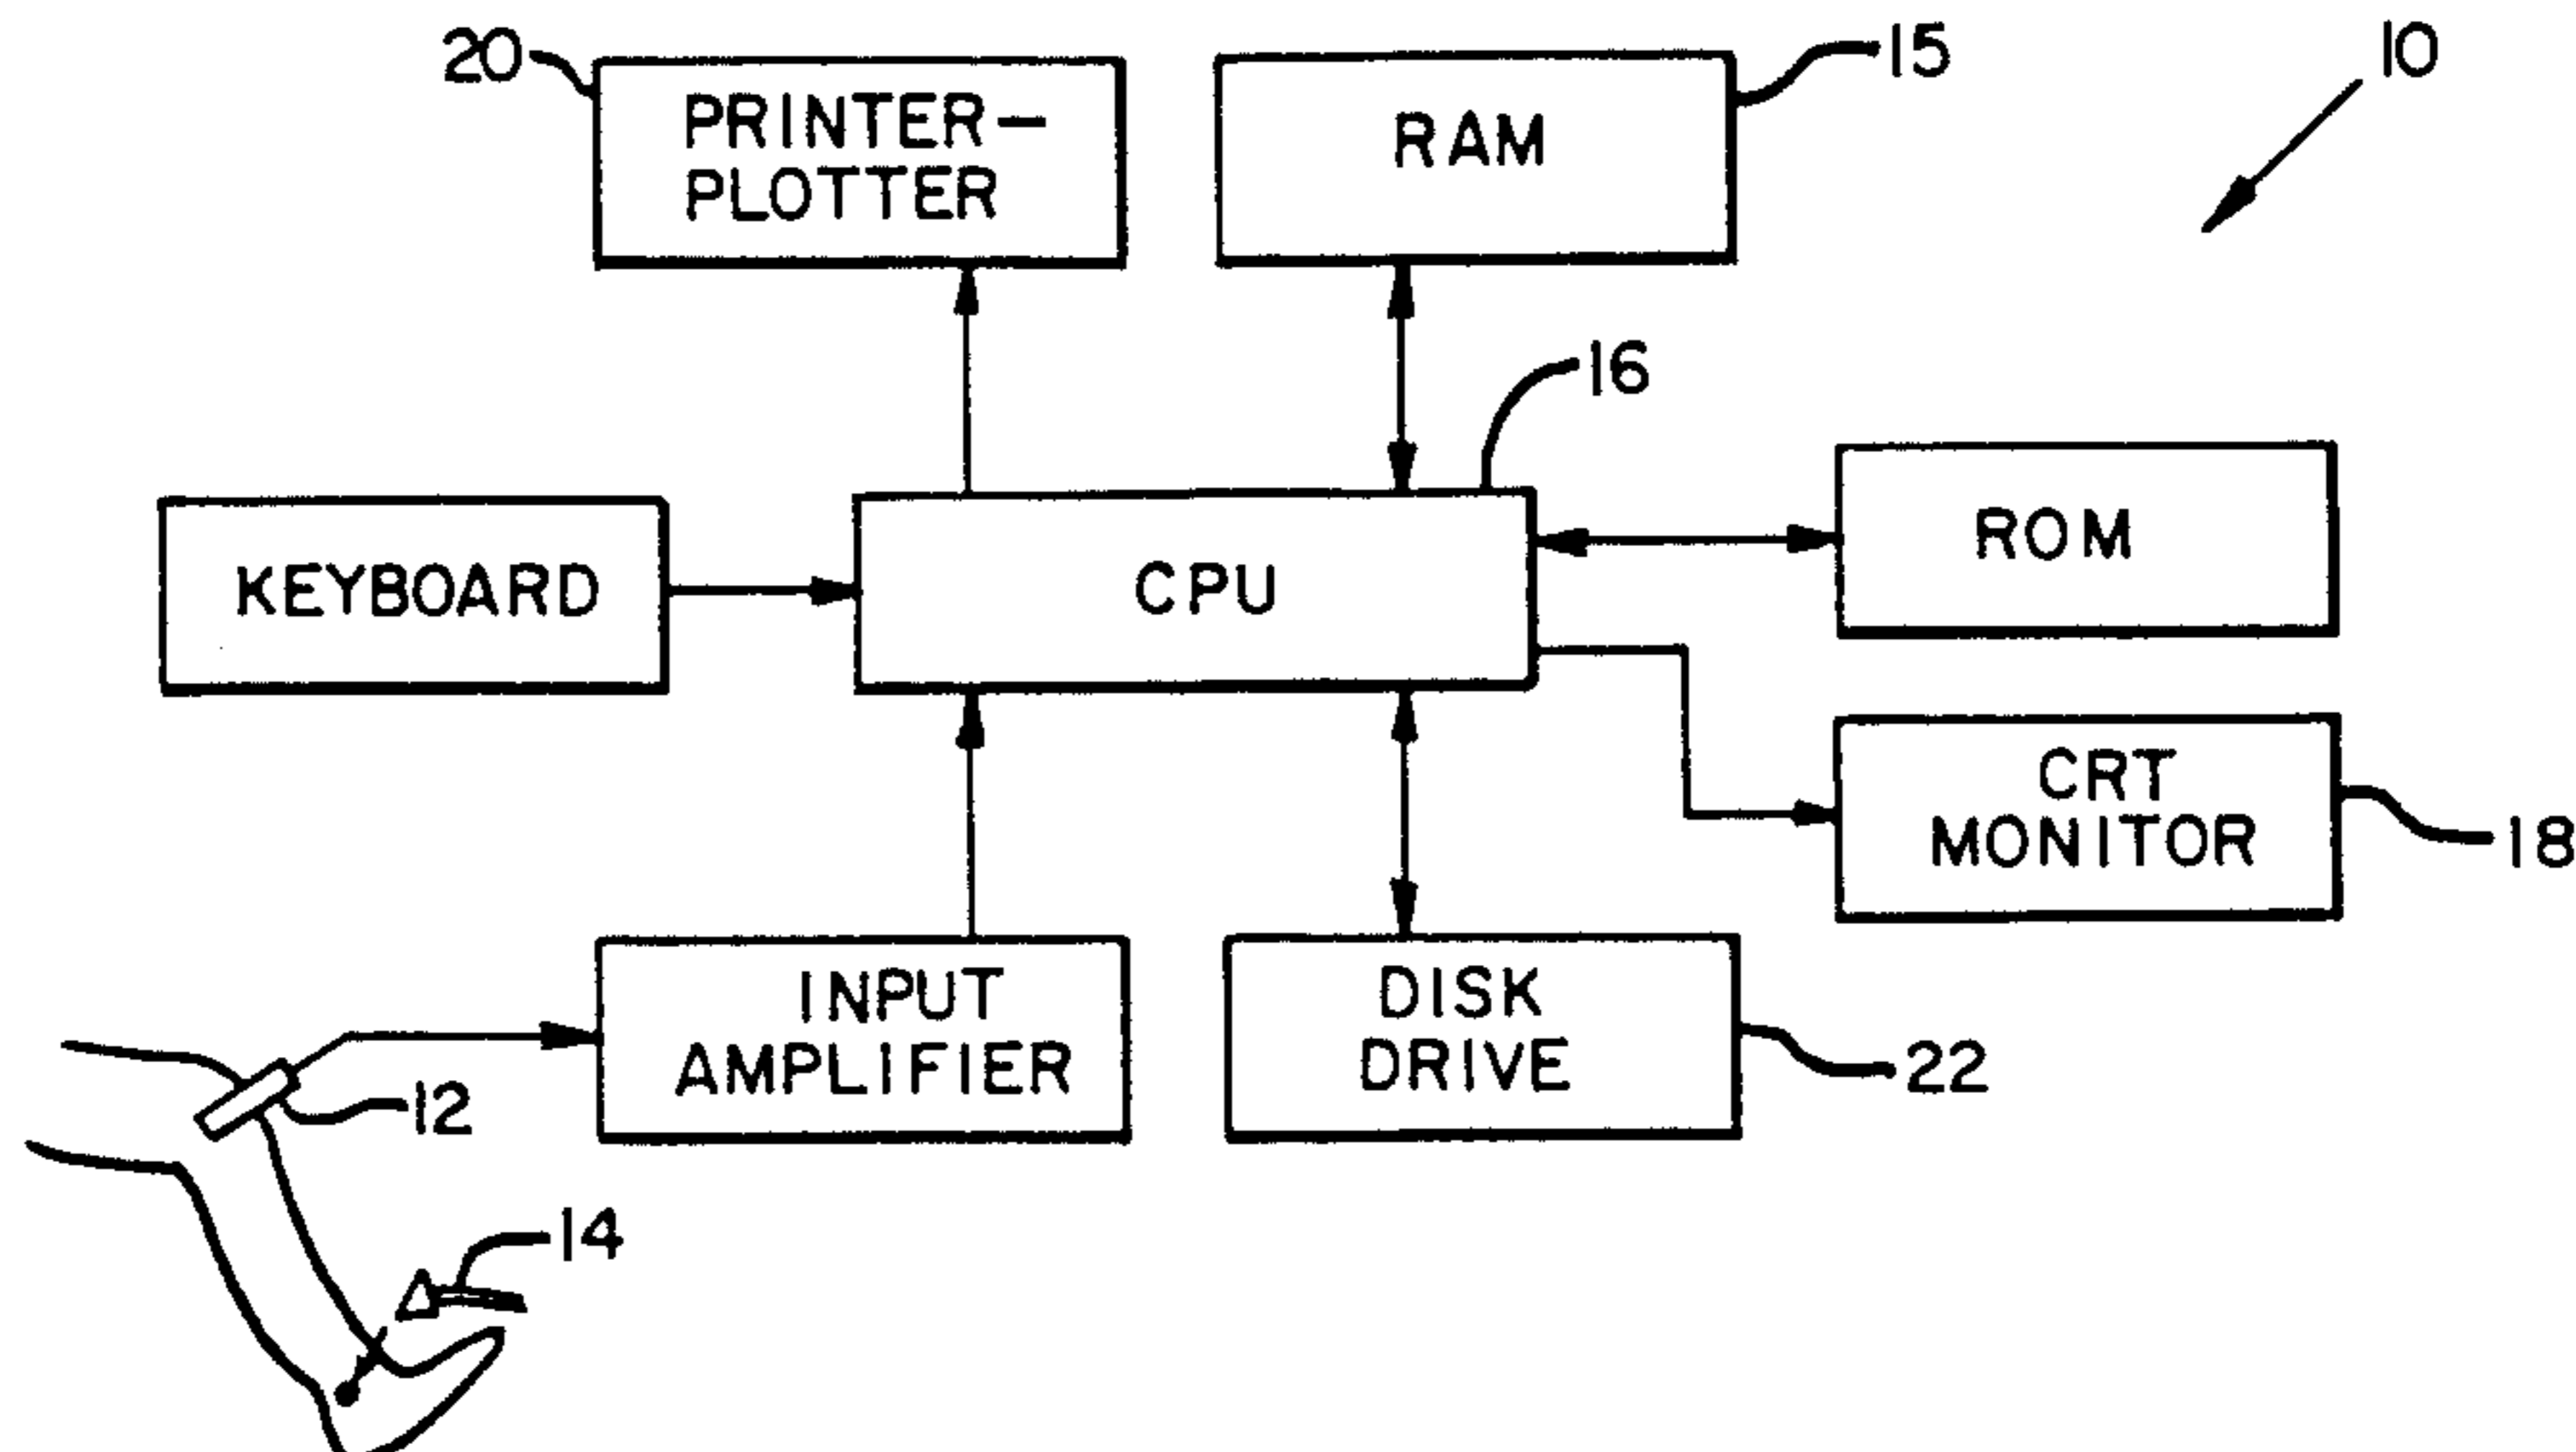 20
PRINTER-
PLOTTER
RAM
15
10
16
KEYBOARD
CPU
ROM
CRT
MONITOR
18
INPUT
AMPLIFIER
DISK
DRIVE
22
12
14